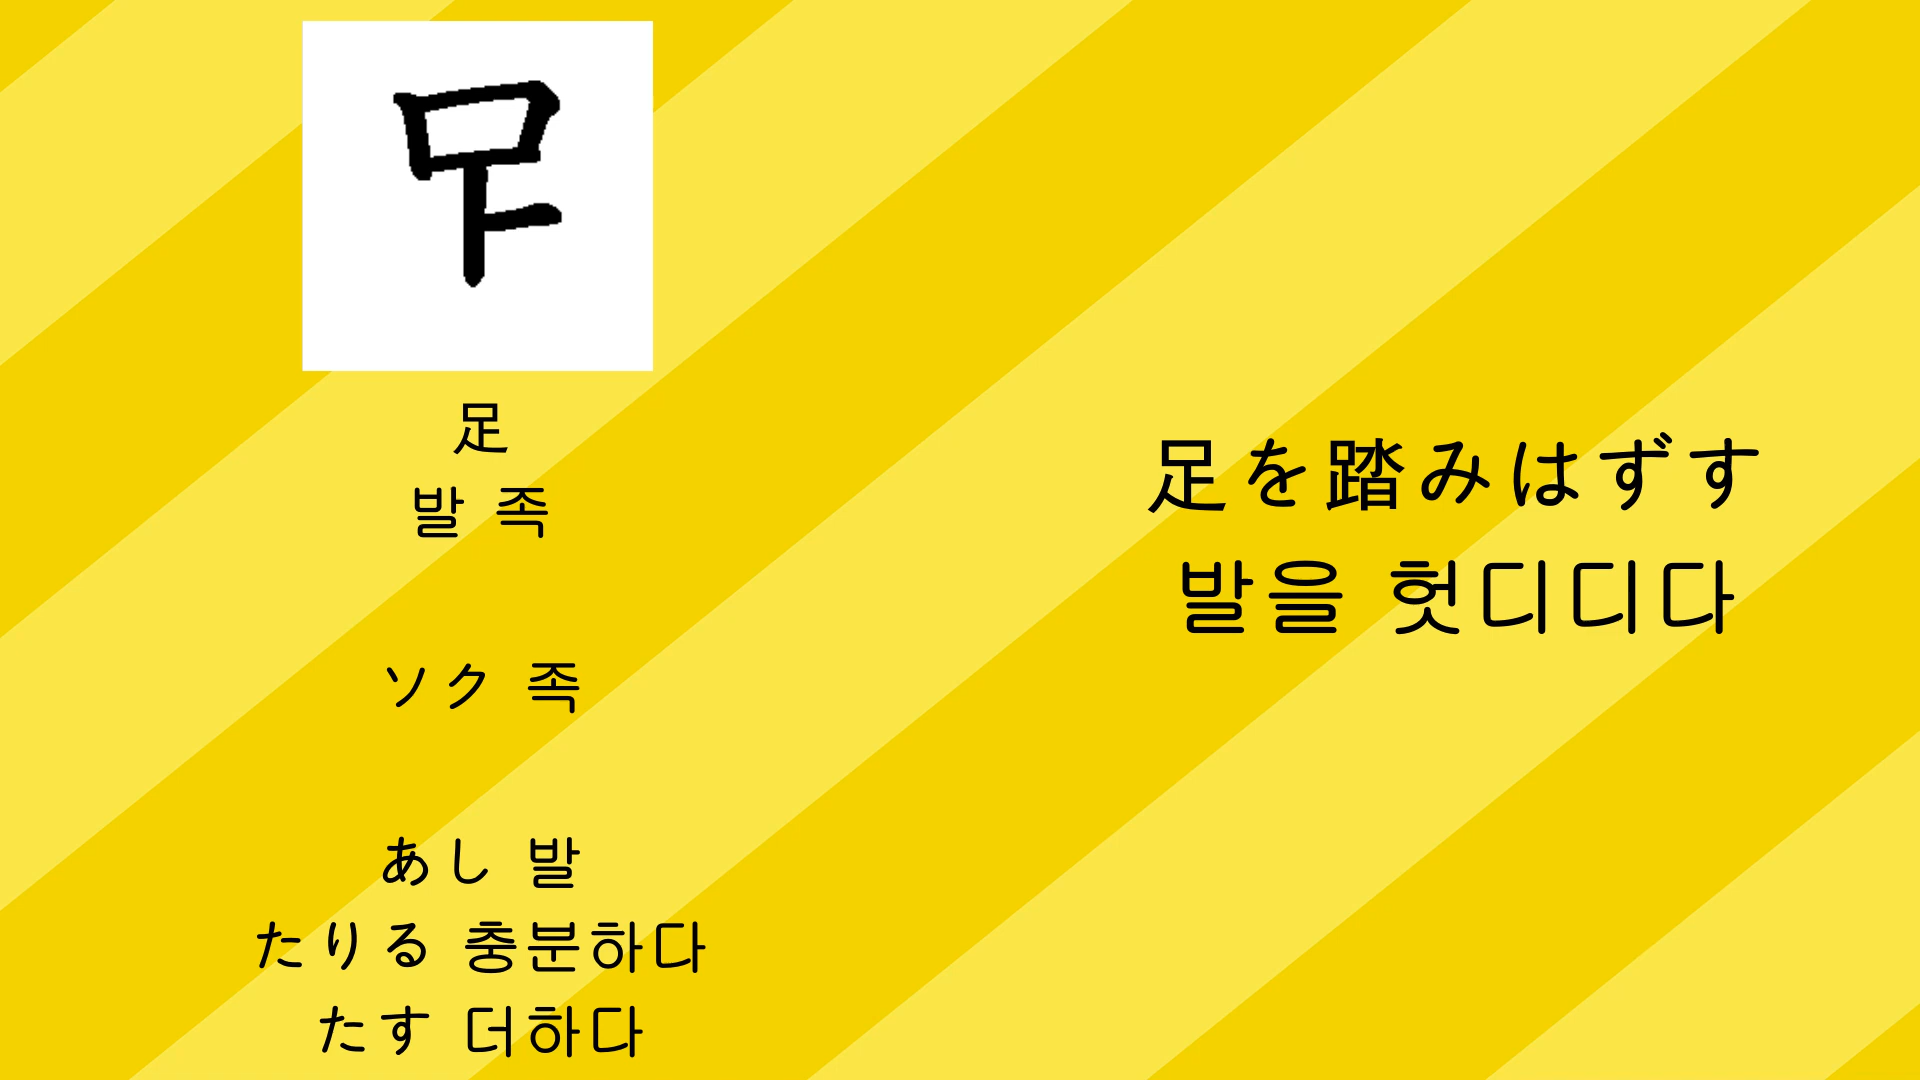 足
발 족
ソク 족
あし 발
たりる 충분하다
たす 더하다
足を踏みはずす
발을 헛디디다